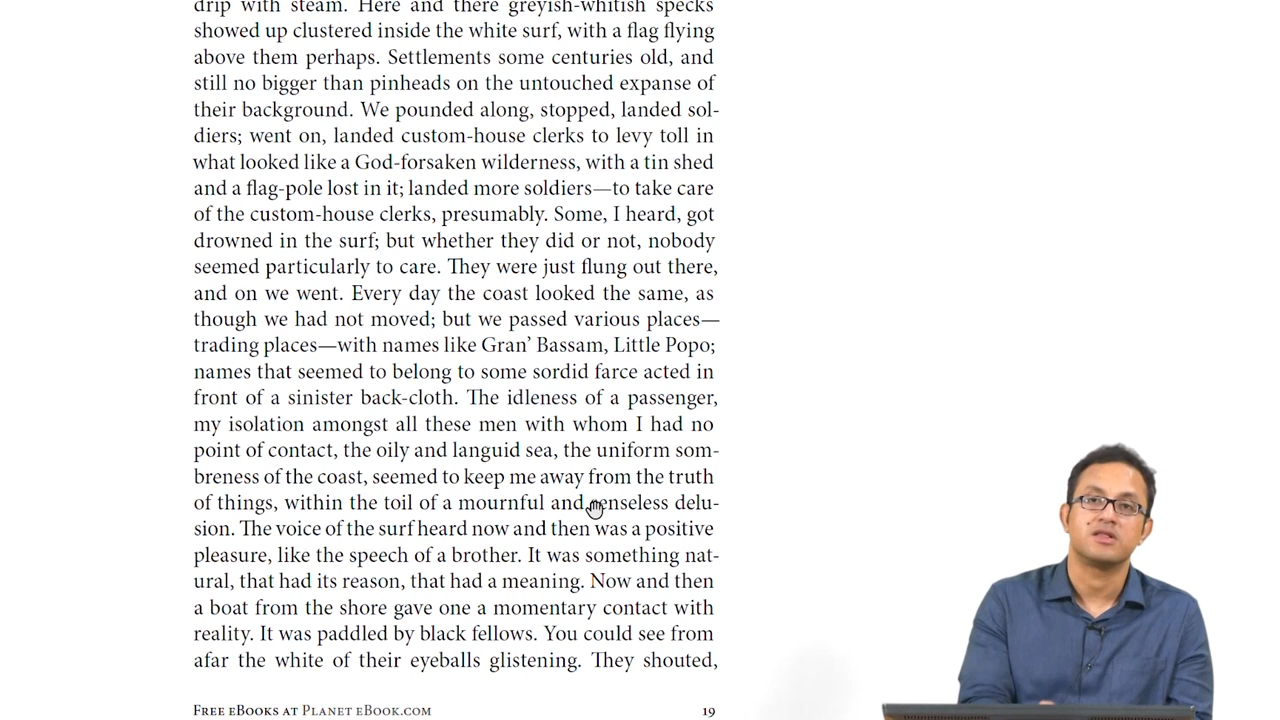 drip with steam. Here and there greyish-whitish specks
showed up clustered inside the white surf, with a flag flying
above them perhaps. Settlements some centuries old, and
still no bigger than pinheads on the untouched expanse of
their background. We pounded along, stopped, landed sol-
diers; went on, landed custom-house clerks to levy toll in
what looked like a God-forsaken wilderness, with a tin shed
and a flag-pole lost in it; landed more soldiers—to take care
of the custom-house clerks, presumably. Some, I heard, got
drowned in the surf; but whether they did or not, nobody
seemed particularly to care. They were just flung out there,
and on we went. Every day the coast looked the same, as
though we had not moved; but we passed various places—
trading places—with names like Gran’ Bassam, Little Popo;
names that seemed to belong to some sordid farce acted in
front of a sinister back-cloth. The idleness of a passenger,
my isolation amongst all these men with whom I had no
point of contact, the oily and languid sea, the uniform som-
breness of the coast, seemed to keep me away from the truth
of things, within the toil of a mournful and senseless delu-
sion. The voice of the surf heard now and then was a positive
pleasure, like the speech of a brother. It was something nat-
ural, that had its reason, that had a meaning. Now and then
a boat from the shore gave one a momentary contact with
reality. It was paddled by black fellows. You could see from
afar the white of their eyeballs glistening. They shouted,
FREE EBOOKS AT PLANET EBOOK.COM 19